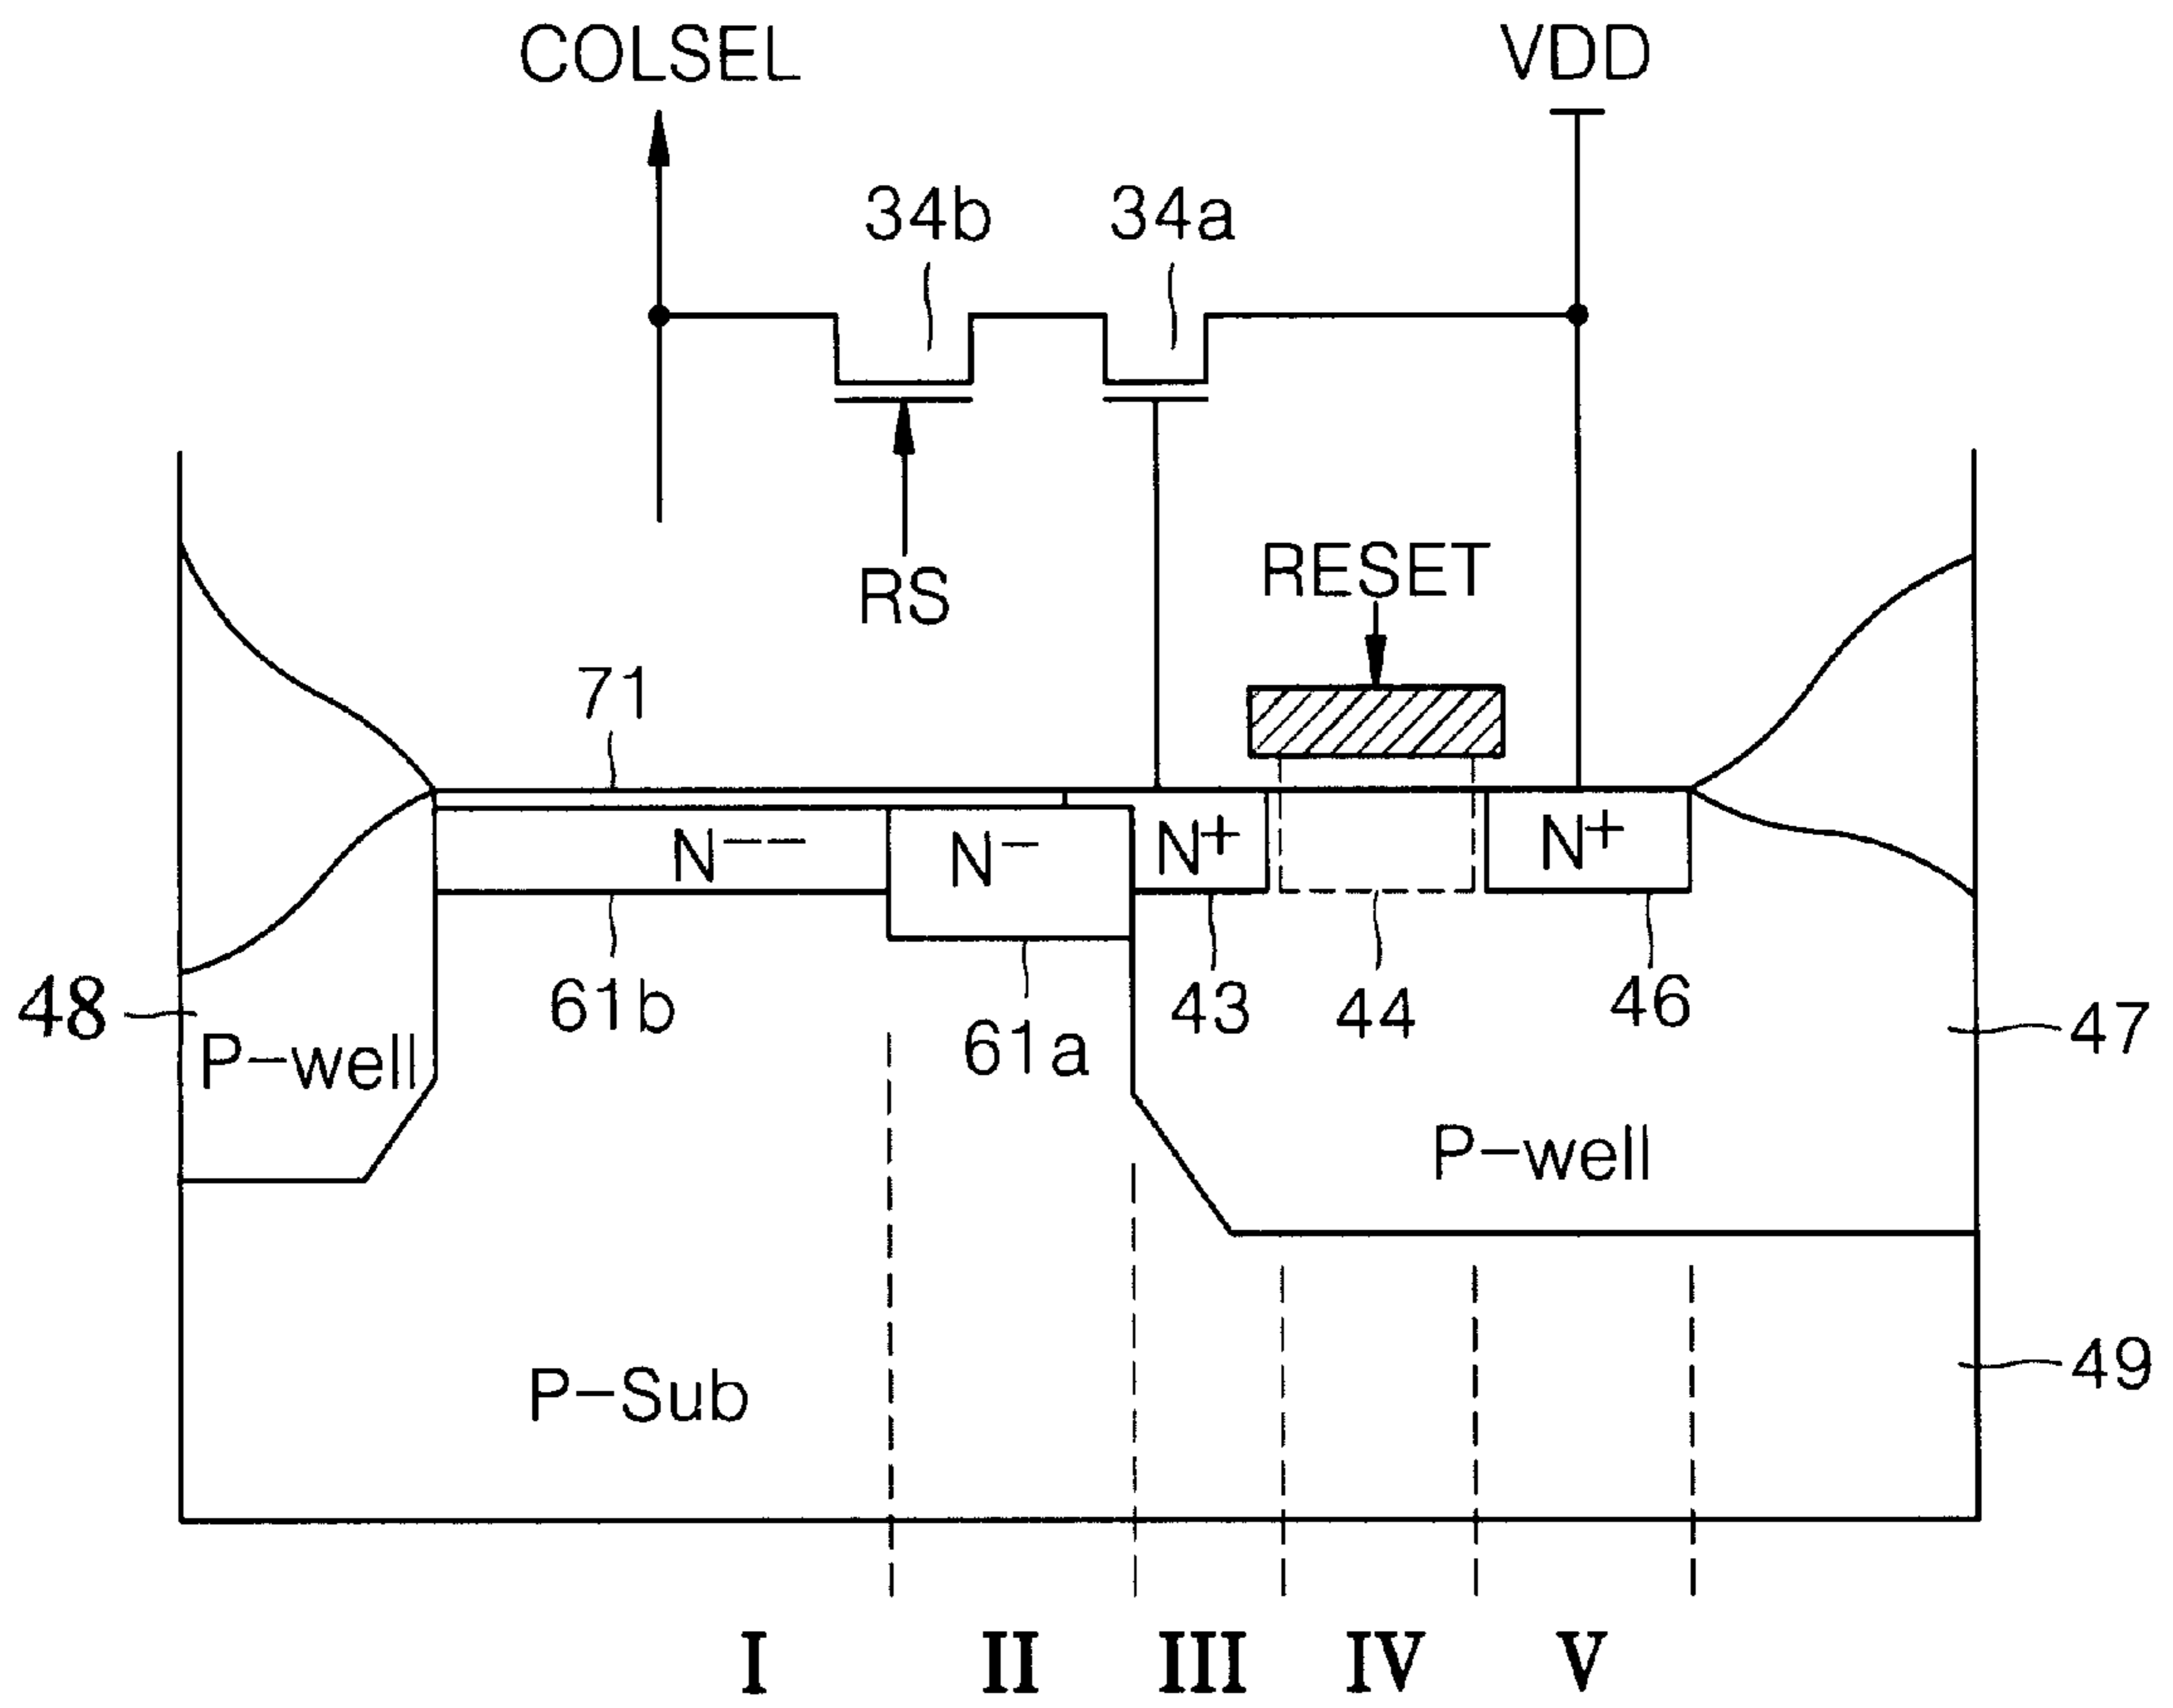 COLSEL
VDD
34b
34a
RS
RESET
71
N−−
N−
N+
N+
61b
61a
43
44
46
48
47
P-well
P-well
P-Sub
49
I
II
III
IV
V